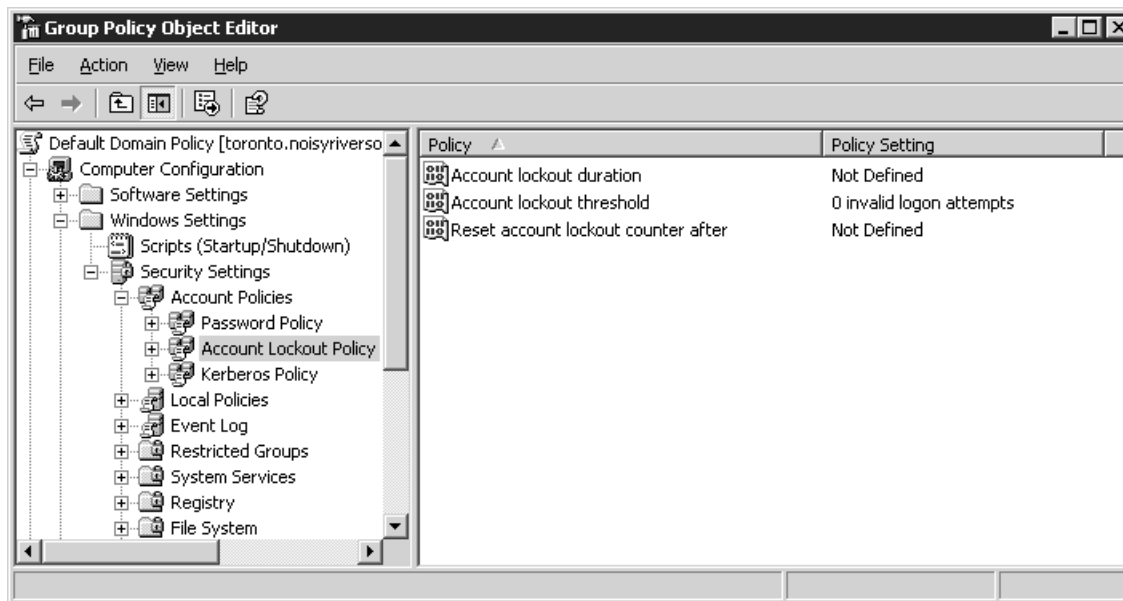 Group Policy Object Editor
File Action View Help
Default Domain Policy [toronto.noisyriverso
Computer Configuration
Software Settings
Windows Settings
Scripts (Startup/Shutdown)
Security Settings
Account Policies
Password Policy
Account Lockout Policy
Kerberos Policy
Local Policies
Event Log
Restricted Groups
System Services
Registry
File System
Policy Policy Setting
Account lockout duration Not Defined
Account lockout threshold 0 invalid logon attempts
Reset account lockout counter after Not Defined